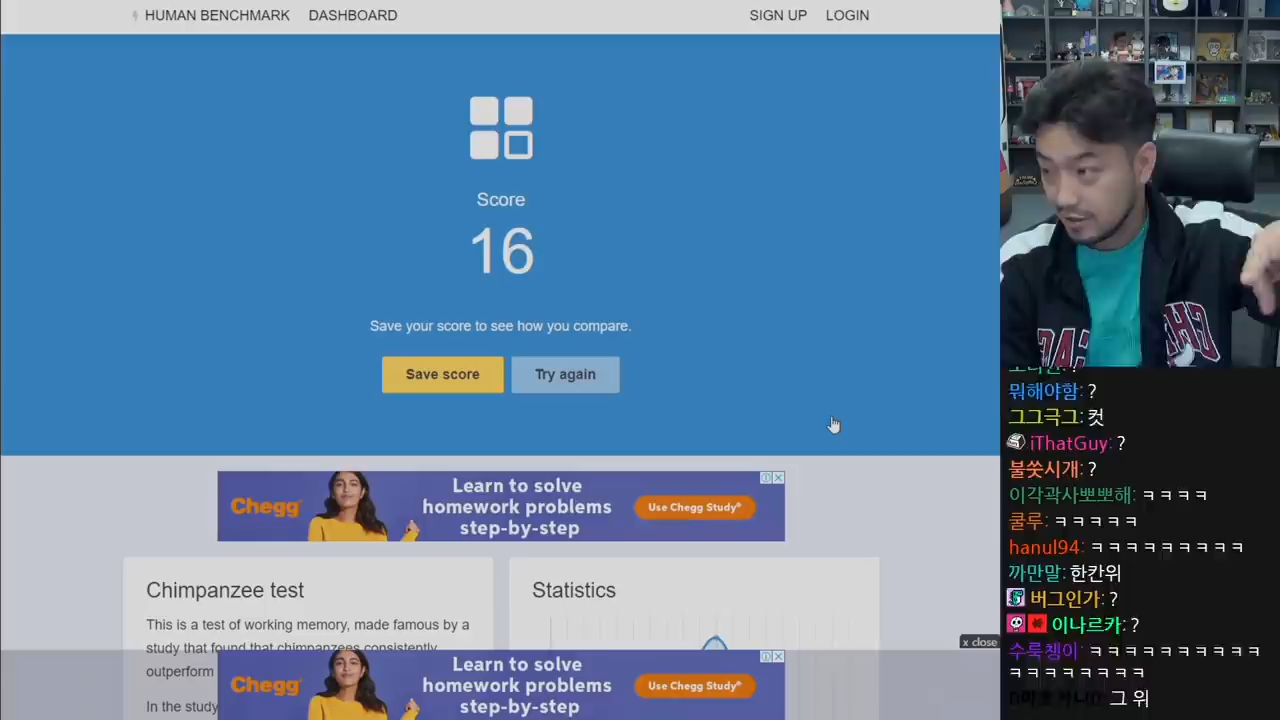 HUMAN BENCHMARK
DASHBOARD
SIGN UP
LOGIN
Score
16
Save your score to see how you compare.
Save score
Try again
Chegg
Learn to solve
homework problems
step-by-step
Use Chegg Study
Chimpanzee test
This is a test of working memory, made famous by a
study that found that chimpanzees consistently
outperform
In the study
Statistics
x close
Chegg
Learn to solve
homework problems
step-by-step
Use Chegg Study
뭐해야함: ?
그그극그: 컷
iThatGuy: ?
불쏫시개: ?
이각곽사뽀뽀해: ㅋㅋㅋㅋ
쿨루: ㅋㅋㅋㅋㅋ
hanul94: ㅋㅋㅋㅋㅋㅋㅋㅋㅋ
까만말: 한칸위
버그인가: ?
이나르카: ?
수룩쳉이: ㅋㅋㅋㅋㅋㅋㅋㅋㅋㅋ
ㅋㅋㅋㅋㅋㅋㅋㅋ
그 위